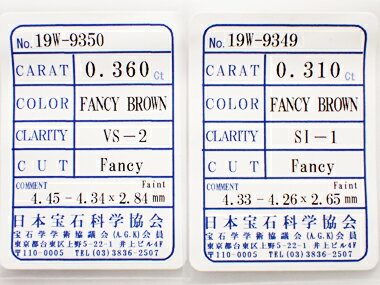 No. 19W-9350
CARAT 0.360 Ct
COLOR FANCY BROWN
CLARITY VS-2
CUT Fancy
COMMENT Faint
4.45 - 4.34 x 2.84 mm
日本宝石科学協会
宝石学学術協議会(A.G.K)会員
東京都台東区上野5-22-1 井上ビル4F
〒110-0005 TEL(03)3836-2507
No. 19W-9349
CARAT 0.310 Ct
COLOR FANCY BROWN
CLARITY SI-1
CUT Fancy
COMMENT Faint
4.33 - 4.26 x 2.65 mm
日本宝石科学協会
宝石学学術協議会(A.G.K)会員
東京都台東区上野5-22-1 井上ビル4F
〒110-0005 TEL(03)3836-2507